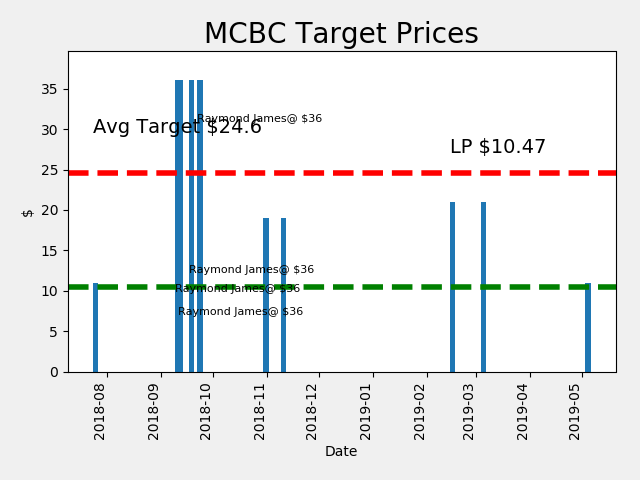 MCBC Target Prices
35
30
25
20
15
10
5
0
$
Avg Target $24.6
Raymond James@ $36
LP $10.47
Raymond James@ $36
Raymond James@ $36
Raymond James@ $36
2018-08
2018-09
2018-10
2018-11
2018-12
2019-01
2019-02
2019-03
2019-04
2019-05
Date